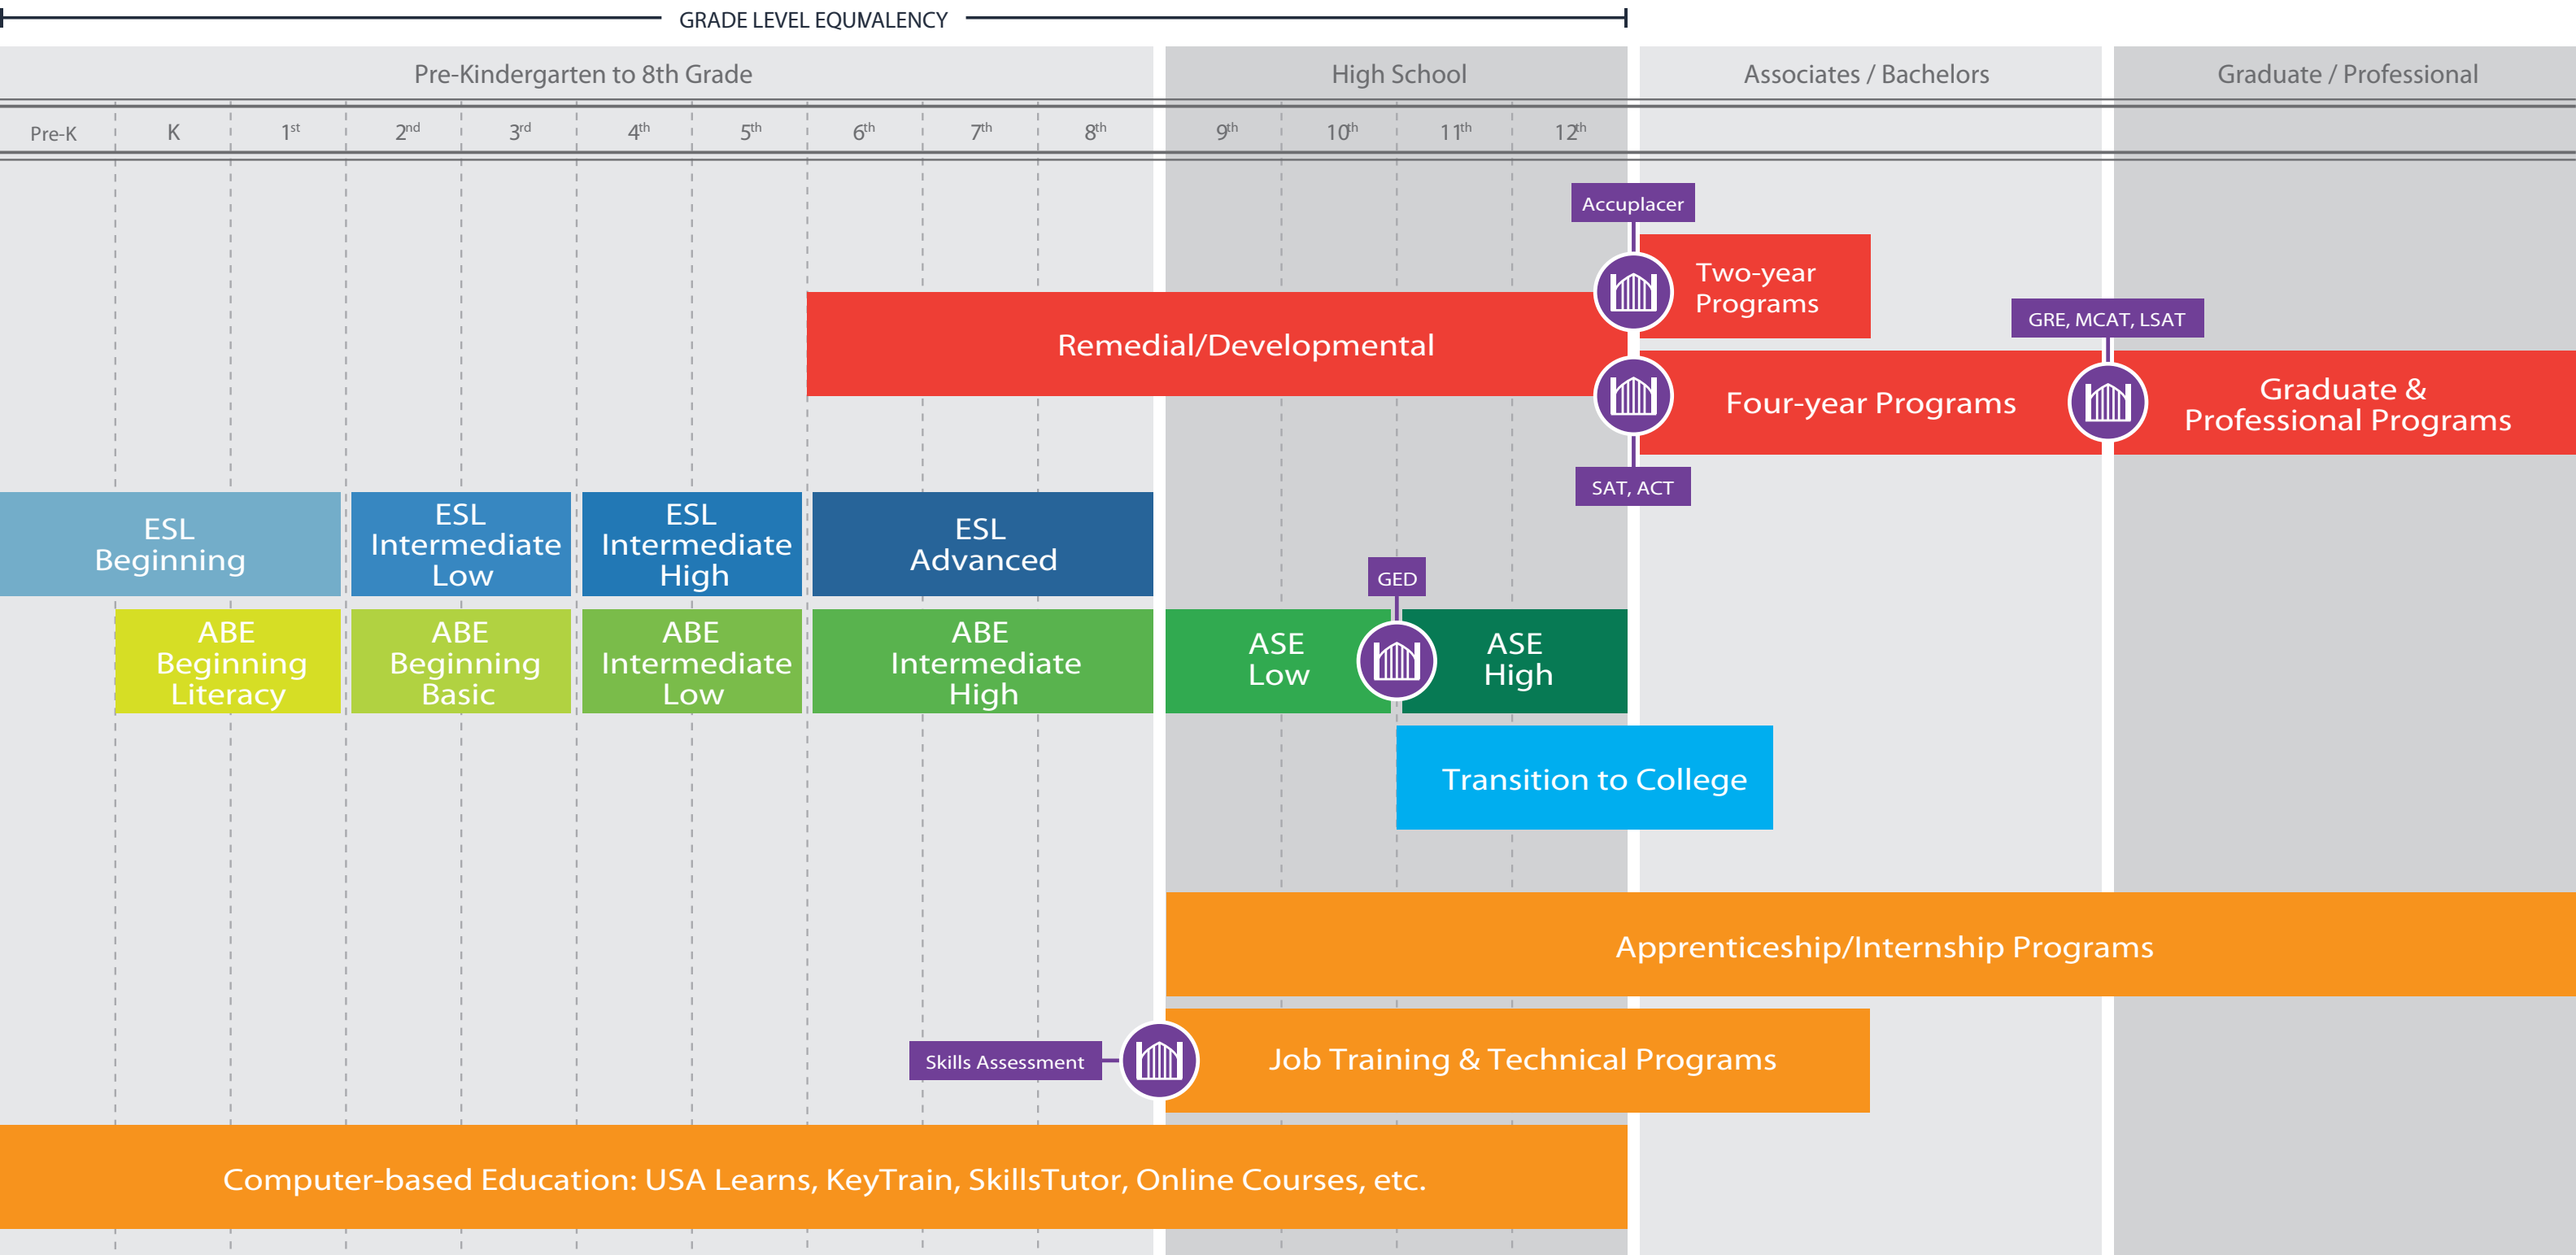 GRADE LEVEL EQUIVALENCY
Pre-Kindergarten to 8th Grade
High School
Associates / Bachelors
Graduate / Professional
Pre-K
K
1st
2nd
3rd
4th
5th
6th
7th
8th
9th
10th
11th
12th
Accuplacer
Two-year
Programs
GRE, MCAT, LSAT
Remedial/Developmental
Four-year Programs
Graduate &
Professional Programs
SAT, ACT
ESL
Beginning
ESL
Intermediate
Low
ESL
Intermediate
High
ESL
Advanced
GED
ABE
Beginning
Literacy
ABE
Beginning
Basic
ABE
Intermediate
Low
ABE
Intermediate
High
ASE
Low
ASE
High
Transition to College
Apprenticeship/Internship Programs
Skills Assessment
Job Training & Technical Programs
Computer-based Education: USA Learns, KeyTrain, SkillsTutor, Online Courses, etc.